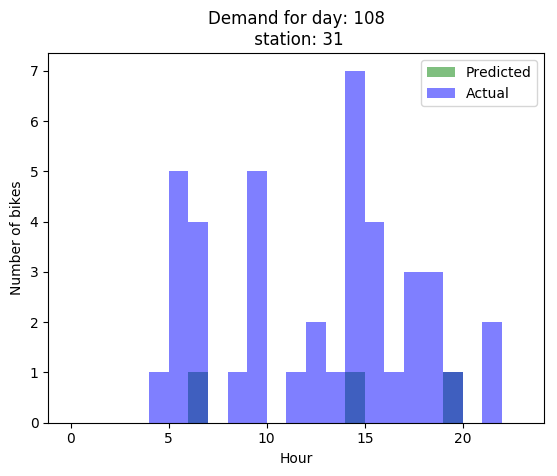 Demand for day: 108
station: 31
Predicted
Actual
Number of bikes
7
6
5
4
3
2
1
0
0 5 10 15 20
Hour